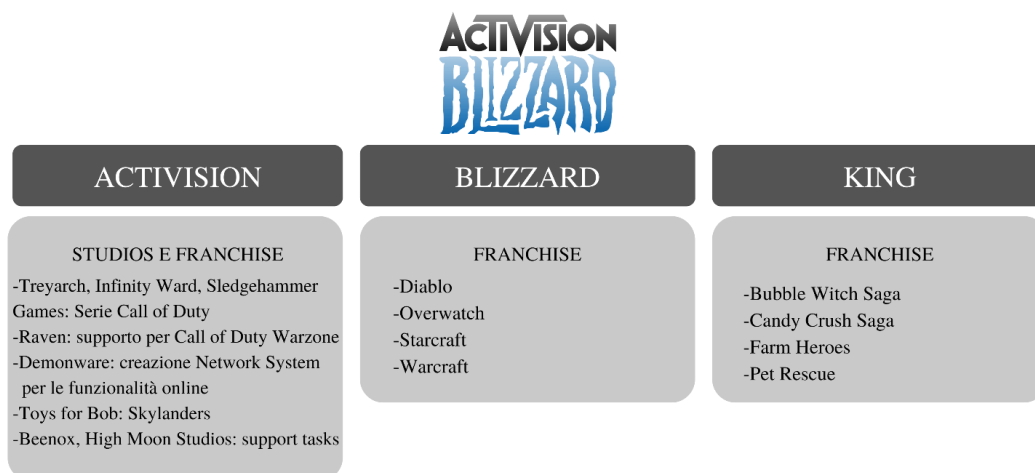 ACTIVISION
BLIZZARD
ACTIVISION
STUDIOS E FRANCHISE
-Treyarch, Infinity Ward, Sledgehammer
Games: Serie Call of Duty
-Raven: supporto per Call of Duty Warzone
-Demonware: creazione Network System
per le funzionalità online
-Toys for Bob: Skylanders
-Beenox, High Moon Studios: support tasks
BLIZZARD
FRANCHISE
-Diablo
-Overwatch
-Starcraft
-Warcraft
KING
FRANCHISE
-Bubble Witch Saga
-Candy Crush Saga
-Farm Heroes
-Pet Rescue